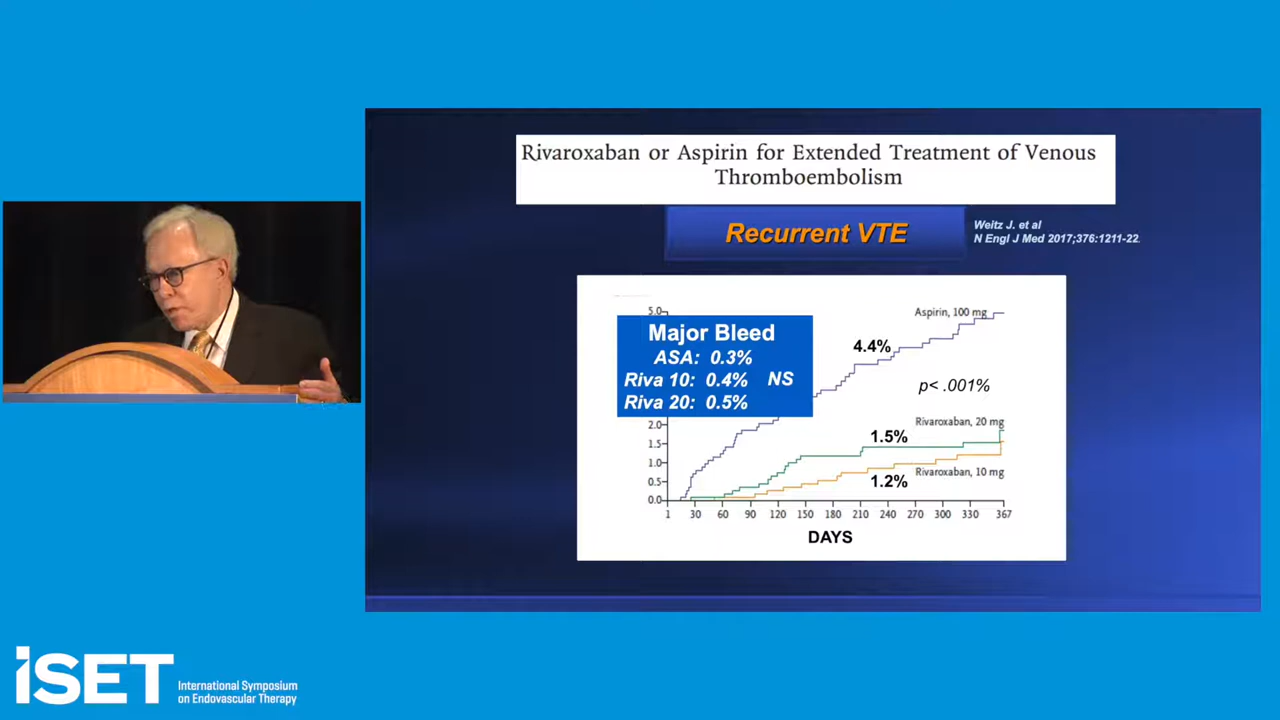 Rivaroxaban or Aspirin for Extended Treatment of Venous
Thromboembolism
Recurrent VTE
Weitz J. et al
N Engl J Med 2017;376:1211-22.
5.0
Major Bleed
ASA: 0.3%
Riva 10: 0.4% NS
Riva 20: 0.5%
Aspirin, 100 mg
4.4%
p< .001%
2.0
1.5
1.0
0.5
0.0
Rivaroxaban, 20 mg
1.5%
Rivaroxaban, 10 mg
1.2%
1 30 60 90 120 150 180 210 240 270 300 330 367
DAYS
iSET
International Symposium
on Endovascular Therapy